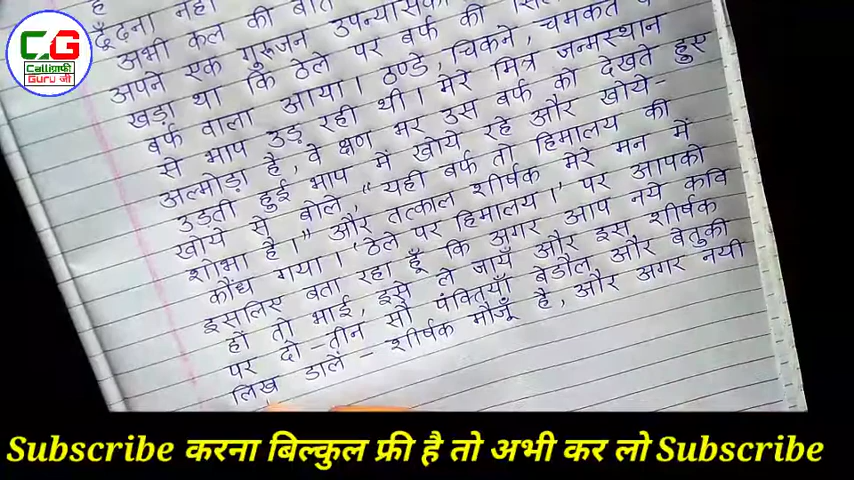 ढूँढना नहीं
अभी कल की बात
अपने एक गुरूजन उपन्यासका
खड़ा था कि ठेले पर बर्फ की
बर्फ वाला आया। ठण्डे, चिकने, चमकते
से भाप उड़ रही थी। मेरे मित्र जन्मस्थान
अल्मोड़ा है, वे क्षण भर उस बर्फ को देखते हुए
उड़ती हुई भाप में खोये रहे और खोये-
खोये से बोले, "यही बर्फ तो हिमालय की
शोभा है।" और तत्काल शीर्षक मेरे मन में
कौंध गया। 'ठेले पर हिमालय।' पर आपको
इसलिए बता रहा हूँ कि अगर आप नये कवि
हों तो भाई, इसे ले जायँ और इस शीर्षक
पर दो-तीन सौ पंक्तियाँ बेडौल और बेतुकी
लिख डालें - शीर्षक मौजूँ है, और अगर नयी
CG
Calliग्राफी
Guru जी
Subscribe करना बिल्कुल फ्री है तो अभी कर लो Subscribe